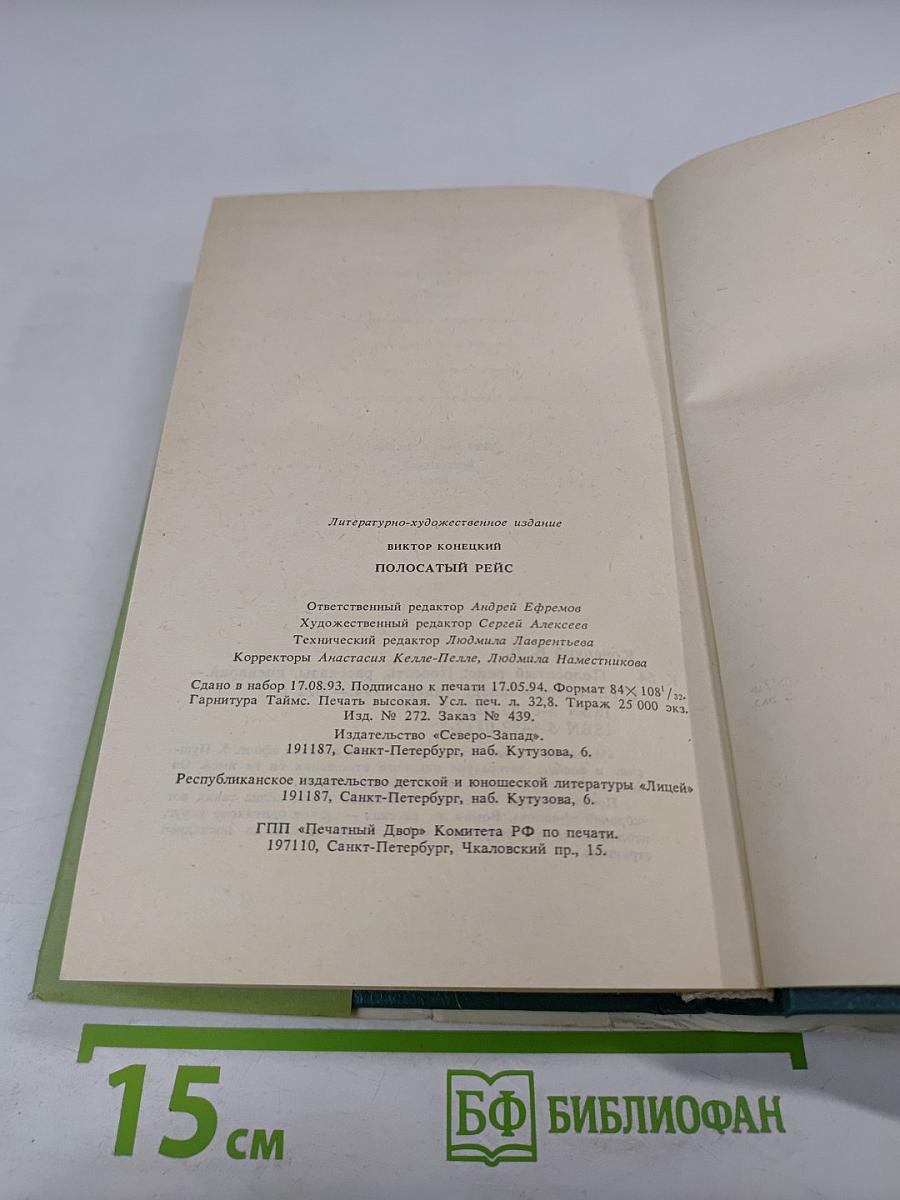 Литературно-художественное издание
ВИКТОР КОНЕЦКИЙ
ПОЛОСАТЫЙ РЕЙС
Ответственный редактор Андрей Ефремов
Художественный редактор Сергей Алексеев
Технический редактор Людмила Лаврентьева
Корректоры Анастасия Келле-Пелле, Людмила Наместникова
Сдано в набор 17.08.93. Подписано к печати 17.05.94. Формат 84×108¹/₃₂.
Гарнитура Таймс. Печать высокая. Усл. печ. л. 32,8. Тираж 25 000 экз.
Изд. № 272. Заказ № 439.
Издательство «Северо-Запад».
191187, Санкт-Петербург, наб. Кутузова, 6.
Республиканское издательство детской и юношеской литературы «Лицей»
191187, Санкт-Петербург, наб. Кутузова, 6.
ГПП «Печатный Двор» Комитета РФ по печати.
197110, Санкт-Петербург, Чкаловский пр., 15.
15 см
БФ БИБЛИОФАН